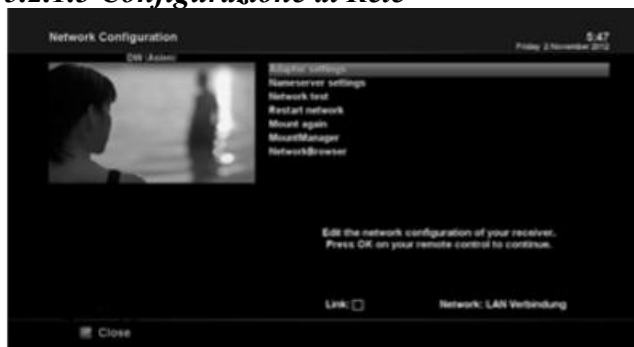 5.2.1.3 Configurazione di Rete
Network Configuration
5:47
Friday 2 November 2012
DW (Asien)
Adapter settings
Nameserver settings
Network test
Restart network
Mount again
MountManager
NetworkBrowser
Edit the network configuration of your receiver.
Press OK on your remote control to continue.
Link:
Network: LAN Verbindung
Close